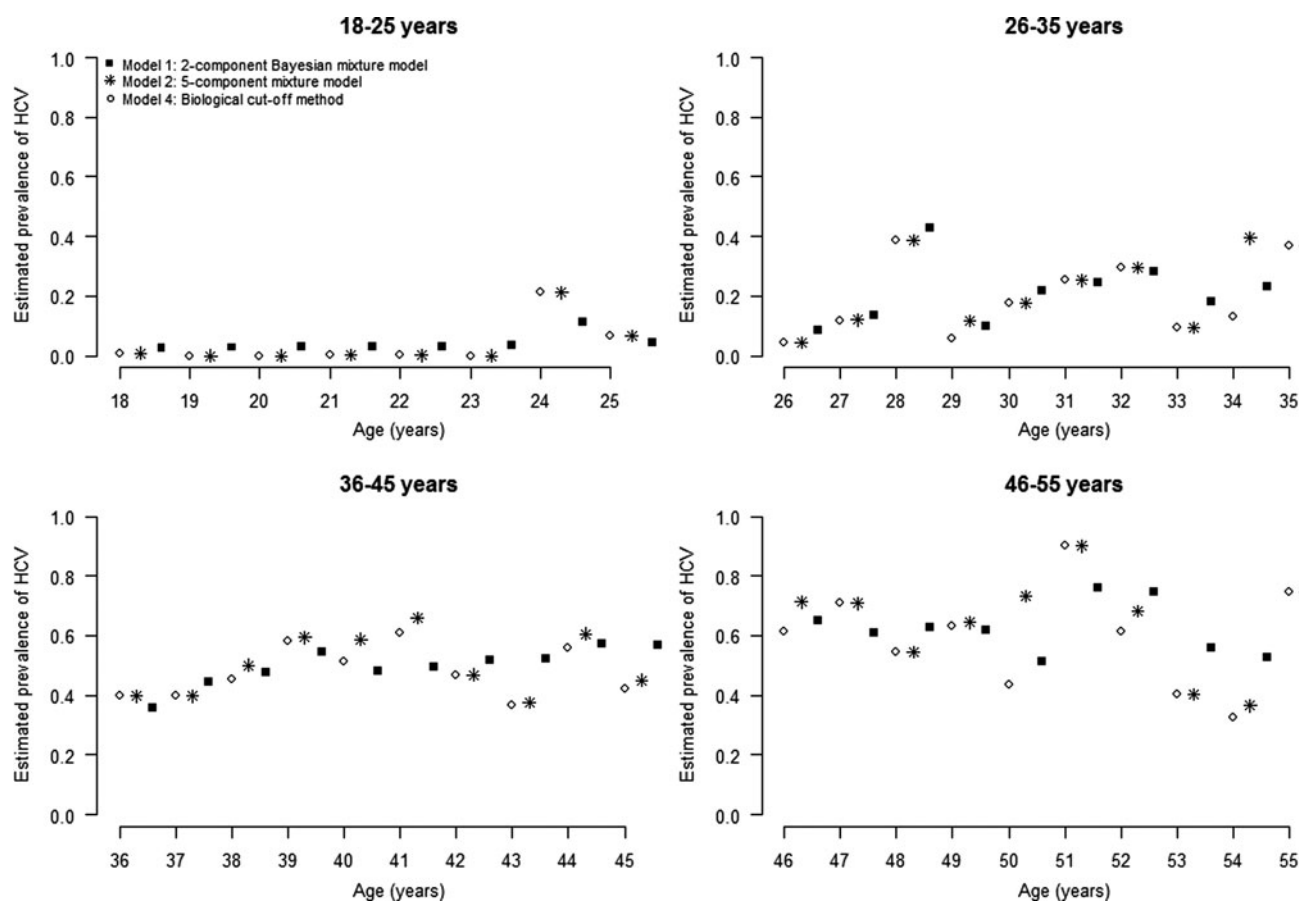 18-25 years
1.0
0.8
0.6
0.4
0.2
0.0
Estimated prevalence of HCV
Model 1: 2-component Bayesian mixture model
Model 2: 5-component mixture model
Model 4: Biological cut-off method
18 19 20 21 22 23 24 25
Age (years)
26-35 years
1.0
0.8
0.6
0.4
0.2
0.0
Estimated prevalence of HCV
26 27 28 29 30 31 32 33 34 35
Age (years)
36-45 years
1.0
0.8
0.6
0.4
0.2
0.0
Estimated prevalence of HCV
36 37 38 39 40 41 42 43 44 45
Age (years)
46-55 years
1.0
0.8
0.6
0.4
0.2
0.0
Estimated prevalence of HCV
46 47 48 49 50 51 52 53 54 55
Age (years)